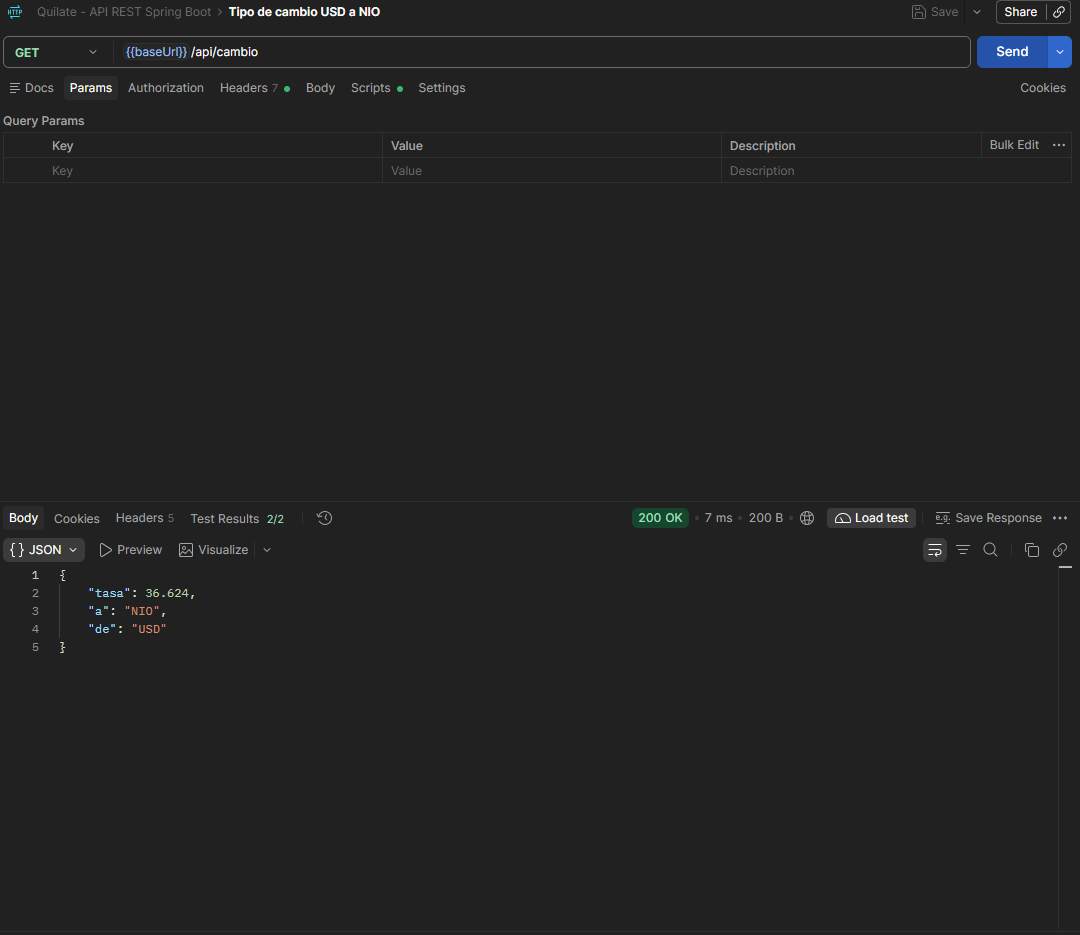 HTTP Quilate - API REST Spring Boot > Tipo de cambio USD a NIO Save Share
GET {{baseUrl}} /api/cambio Send
Docs Params Authorization Headers 7 Body Scripts Settings Cookies
Query Params
Key Value Description Bulk Edit ...
Key Value Description
Body Cookies Headers 5 Test Results 2/2 200 OK • 7 ms • 200 B • Load test e.g. Save Response ...
{} JSON Preview Visualize
1 {
2 "tasa": 36.624,
3 "a": "NIO",
4 "de": "USD"
5 }